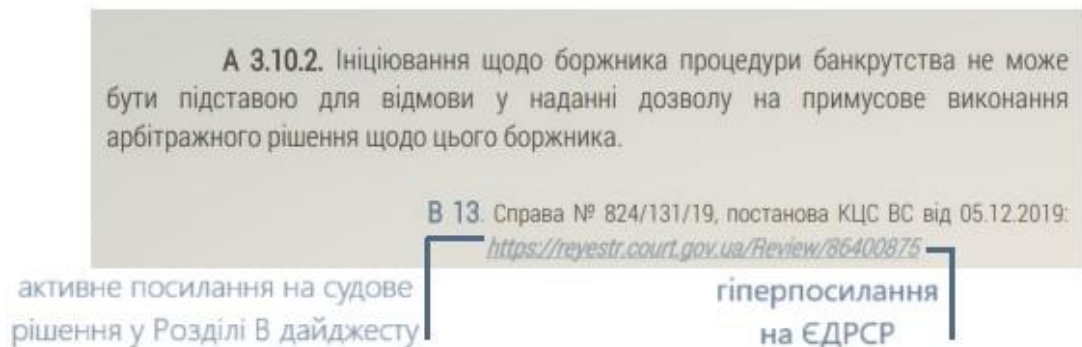 А 3.10.2. Ініціювання щодо боржника процедури банкрутства не може
бути підставою для відмови у наданні дозволу на примусове виконання
арбітражного рішення щодо цього боржника.
В 13. Справа № 824/131/19, постанова КЦС ВС від 05.12.2019:
https://reyestr.court.gov.ua/Review/86400875
активне посилання на судове
рішення у Розділі В дайджесту
гіперпосилання
на ЄДРСР